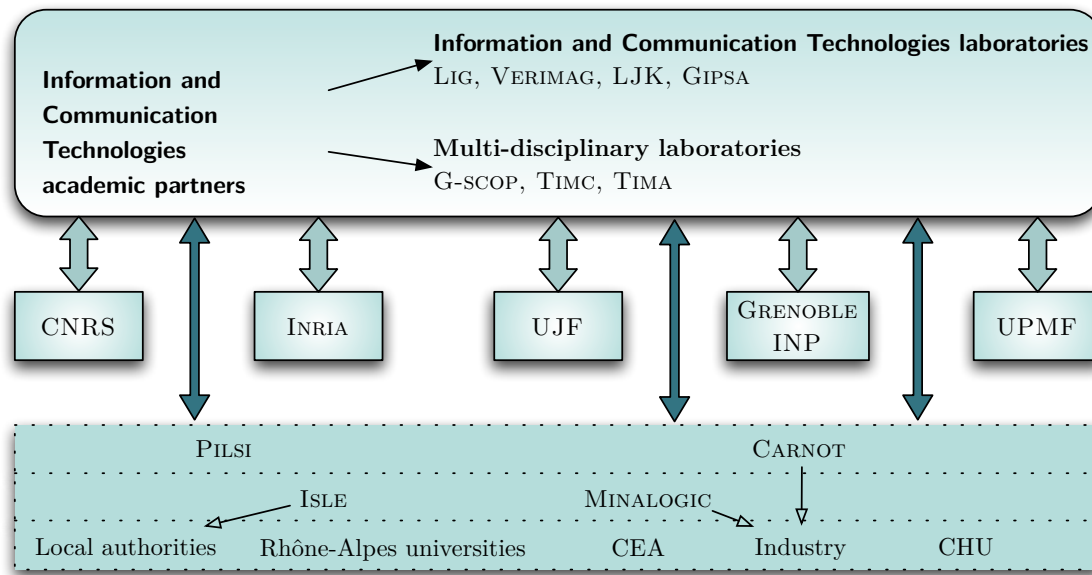 Information and
Communication
Technologies
academic partners
Information and Communication Technologies laboratories
LIG, VERIMAG, LJK, GIPSA
Multi-disciplinary laboratories
G-SCOP, TIMC, TIMA
CNRS
INRIA
UJF
GRENOBLE
INP
UPMF
PILSI
CARNOT
ISLE
MINALOGIC
Local authorities
Rhône-Alpes universities
CEA
Industry
CHU